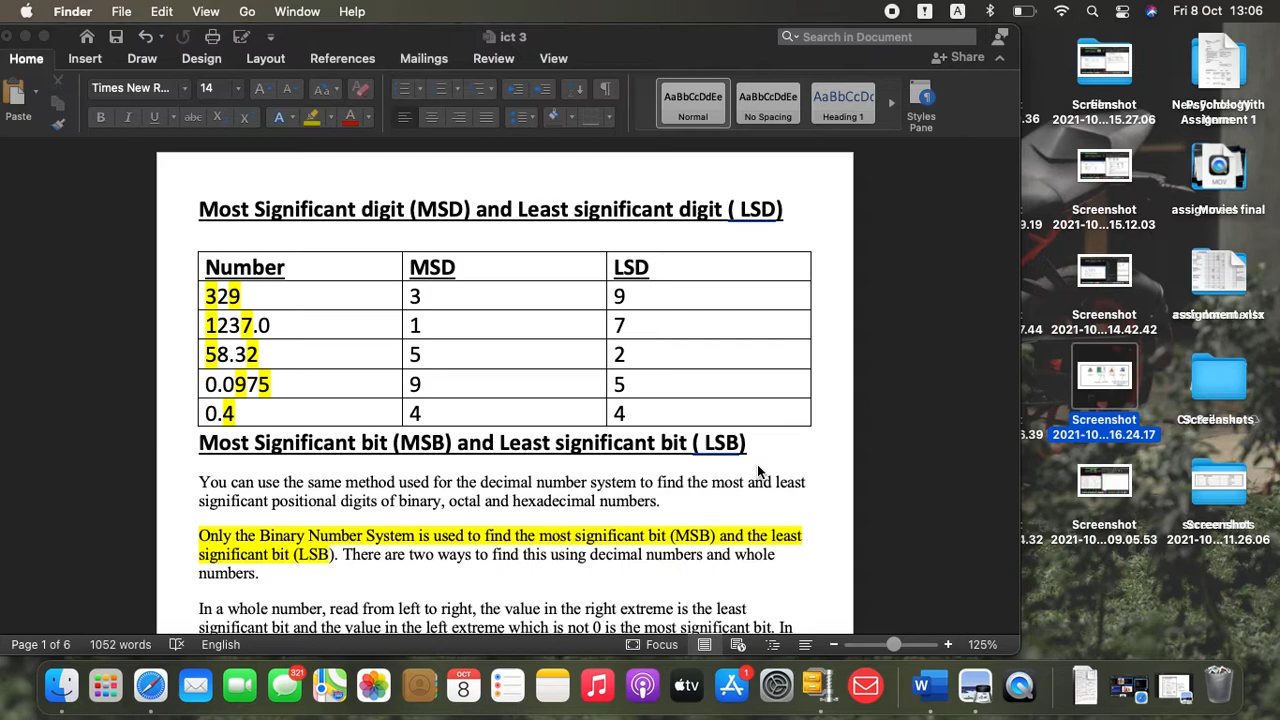 Finder File Edit View Go Window Help Fri 8 Oct 13:06
ict 3
Search in Document
Home Insert Draw Design Layout References Mailings Review View Share
Paste
Times New Ro... 14
AaBbCcDdEe AaBbCcDdEe AaBbCcDc
Normal No Spacing Heading 1
Styles
Pane
Most Significant digit (MSD) and Least significant digit ( LSD)
Number MSD LSD
329 3 9
1237.0 1 7
58.32 5 2
0.0975 9 5
0.4 4 4
Most Significant bit (MSB) and Least significant bit ( LSB)
You can use the same method used for the decimal number system to find the most and least
significant positional digits of binary, octal and hexadecimal numbers.
Only the Binary Number System is used to find the most significant bit (MSB) and the least
significant bit (LSB). There are two ways to find this using decimal numbers and whole
numbers.
In a whole number, read from left to right, the value in the right extreme is the least
significant bit and the value in the left extreme which is not 0 is the most significant bit. In
Page 1 of 6 1052 words English Focus 125%
Screenshot
2021-10...15.27.06
Assignment 1
Screenshot
2021-10...15.12.03
MOV
Screenshot
2021-10...14.42.42
Screenshot
2021-10...16.24.17
Screenshot
2021-10...09.05.53
2021-10...11.26.06
321
OCT
8
tv
1